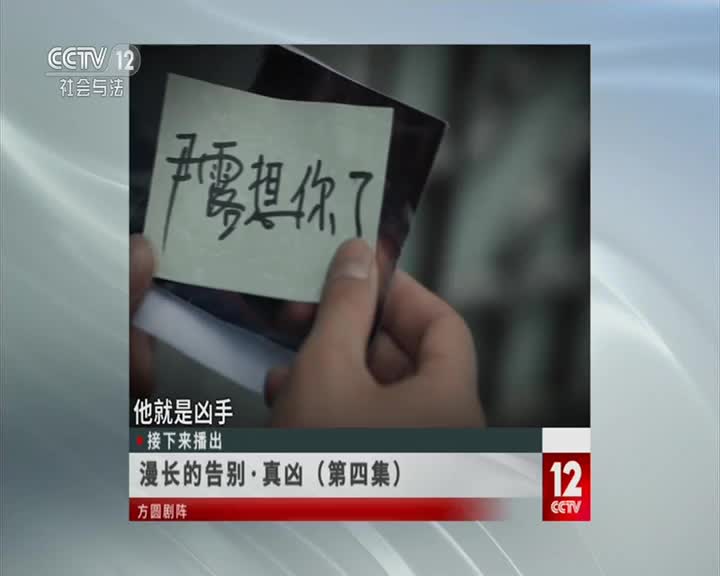 CCTV 12
社会与法
尹露想你了
他就是凶手
接下来播出
漫长的告别·真凶（第四集）
12
CCTV
方圆剧阵